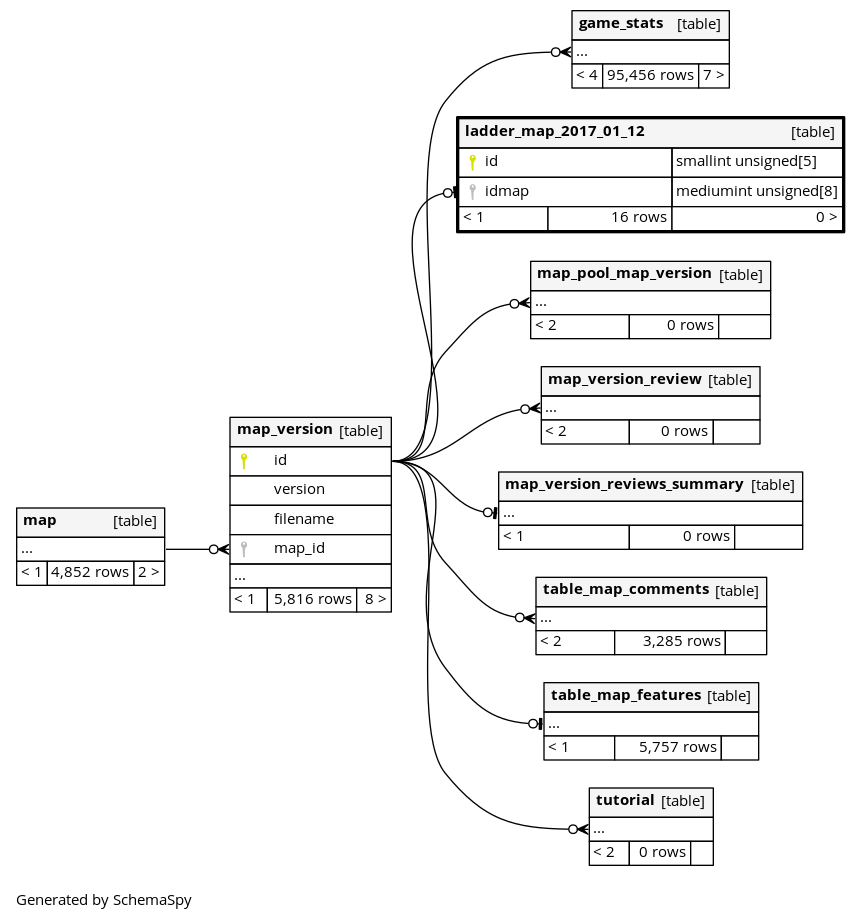 game_stats [table]
...
< 4 95,456 rows 7 >
ladder_map_2017_01_12 [table]
id smallint unsigned[5]
idmap mediumint unsigned[8]
< 1 16 rows 0 >
map_pool_map_version [table]
...
< 2 0 rows
map_version_review [table]
...
< 2 0 rows
map_version [table]
id
version
filename
map_id
...
< 1 5,816 rows 8 >
map_version_reviews_summary [table]
...
< 1 0 rows
map [table]
...
< 1 4,852 rows 2 >
table_map_comments [table]
...
< 2 3,285 rows
table_map_features [table]
...
< 1 5,757 rows
tutorial [table]
...
< 2 0 rows
Generated by SchemaSpy